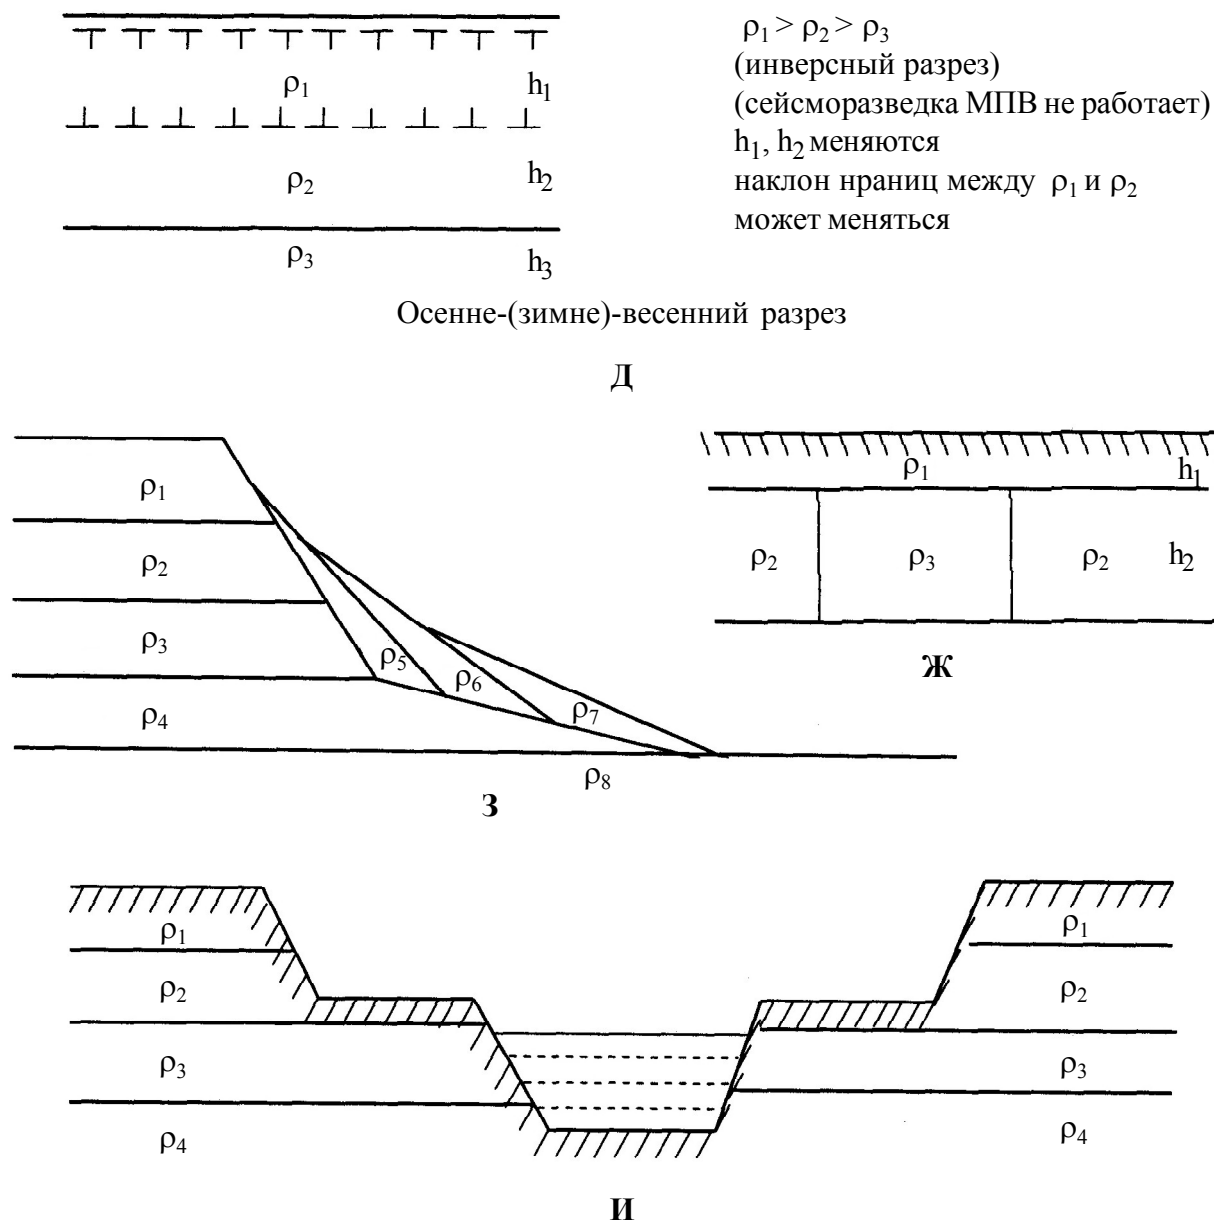 ρ1 h1
ρ2 h2
ρ3 h3
ρ1 > ρ2 > ρ3
(инверсный разрез)
(сейсморазведка МПВ не работает)
h1, h2 меняются
наклон нраниц между ρ1 и ρ2
может меняться
Осенне-(зимне)-весенний разрез
Д
ρ1
ρ2
ρ3
ρ4
ρ5
ρ6
ρ7
ρ8
З
ρ1 h1
ρ2 ρ3 ρ2 h2
Ж
ρ1 ρ1
ρ2 ρ2
ρ3 ρ3
ρ4 ρ4
И